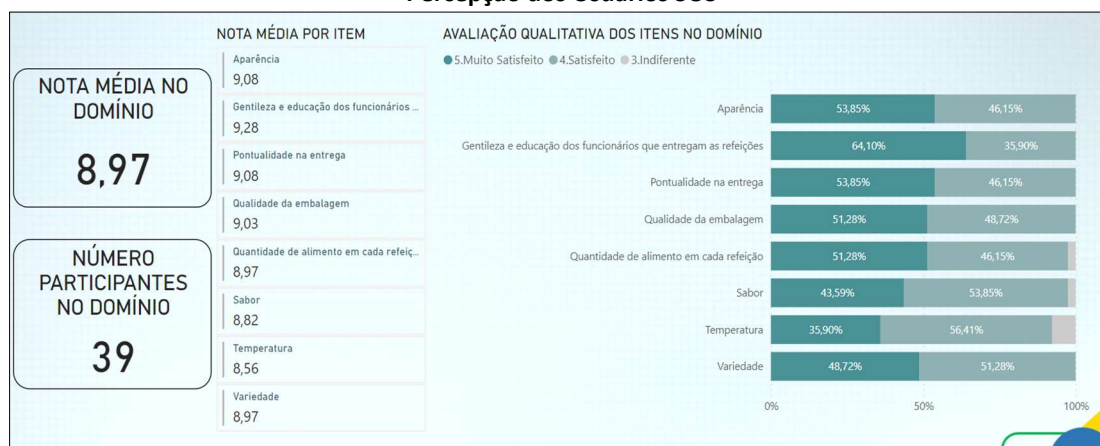 NOTA MÉDIA POR ITEM
AVALIAÇÃO QUALITATIVA DOS ITENS NO DOMÍNIO
5.Muito Satisfeito 4.Satisfeito 3.Indiferente
NOTA MÉDIA NO
DOMÍNIO
8,97
NÚMERO
PARTICIPANTES
NO DOMÍNIO
39
Aparência
9,08
Gentileza e educação dos funcionários ...
9,28
Pontualidade na entrega
9,08
Qualidade da embalagem
9,03
Quantidade de alimento em cada refeiç...
8,97
Sabor
8,82
Temperatura
8,56
Variedade
8,97
Aparência 53,85% 46,15%
Gentileza e educação dos funcionários que entregam as refeições 64,10% 35,90%
Pontualidade na entrega 53,85% 46,15%
Qualidade da embalagem 51,28% 48,72%
Quantidade de alimento em cada refeição 51,28% 46,15%
Sabor 43,59% 53,85%
Temperatura 35,90% 56,41%
Variedade 48,72% 51,28%
0% 50% 100%